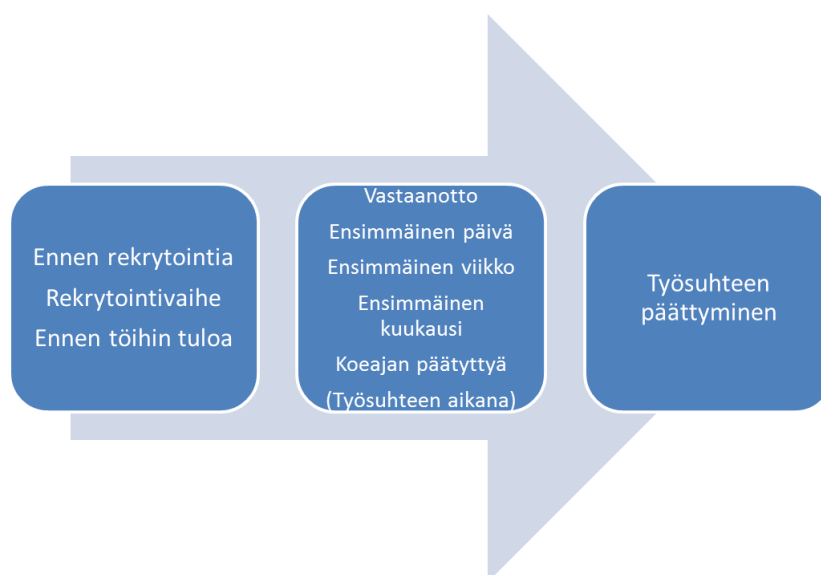 Ennen rekrytointia
Rekrytointivaihe
Ennen töihin tuloa
Vastaanotto
Ensimmäinen päivä
Ensimmäinen viikko
Ensimmäinen
kuukausi
Koeajan päätyttyä
(Työsuhteen aikana)
Työsuhteen
päättyminen